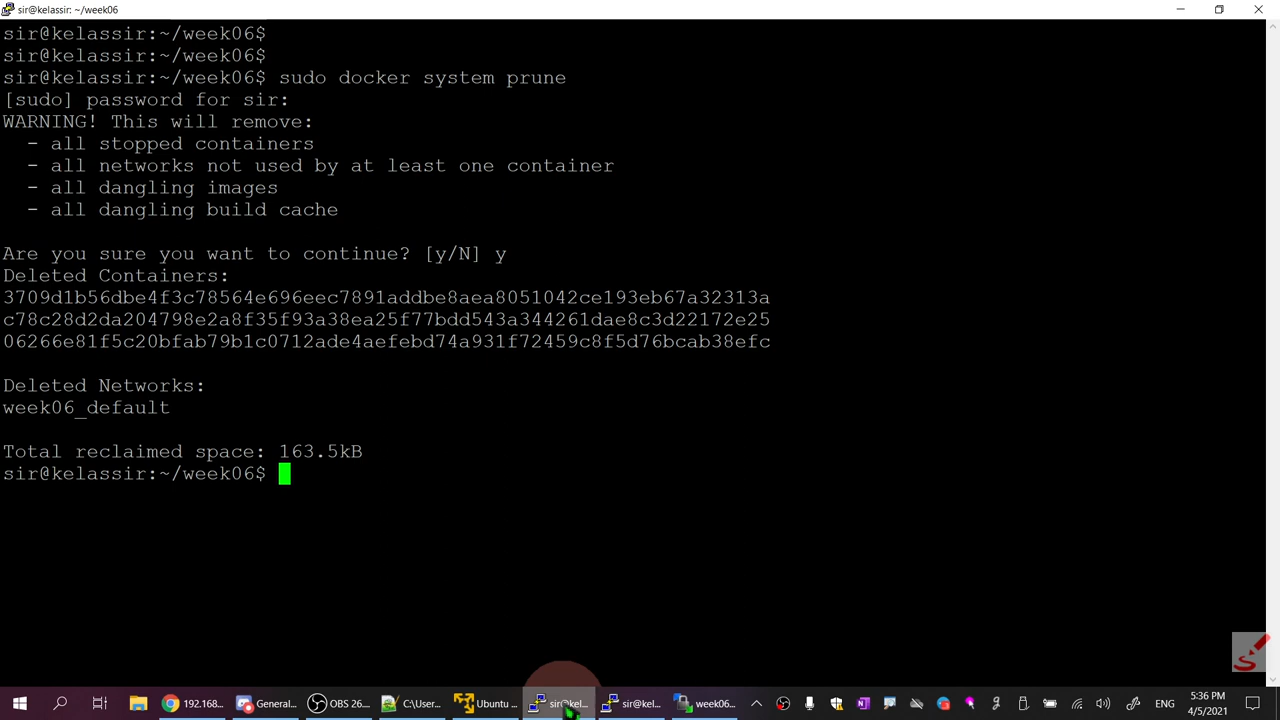 sir@kelassir: ~/week06
sir@kelassir:~/week06$
sir@kelassir:~/week06$
sir@kelassir:~/week06$ sudo docker system prune
[sudo] password for sir:
WARNING! This will remove:
- all stopped containers
- all networks not used by at least one container
- all dangling images
- all dangling build cache
Are you sure you want to continue? [y/N] y
Deleted Containers:
3709d1b56dbe4f3c78564e696eec7891addbe8aea8051042ce193eb67a32313a
c78c28d2da204798e2a8f35f93a38ea25f77bdd543a344261dae8c3d22172e25
06266e81f5c20bfab79b1c0712ade4aefebd74a931f72459c8f5d76bcab38efc
Deleted Networks:
week06_default
Total reclaimed space: 163.5kB
sir@kelassir:~/week06$
192.168... General... OBS 26... C:\User... Ubuntu ... sir@kel... sir@kel... week06... ENG 5:36 PM
4/5/2021